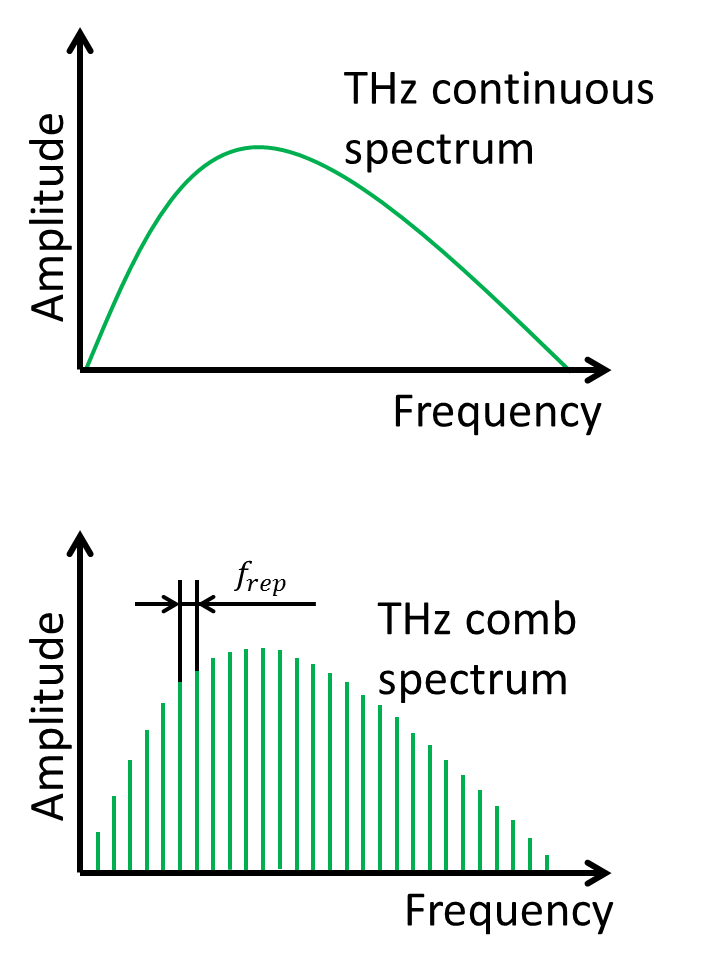 THz continuous
spectrum
Amplitude
Frequency
f_rep
THz comb
spectrum
Amplitude
Frequency